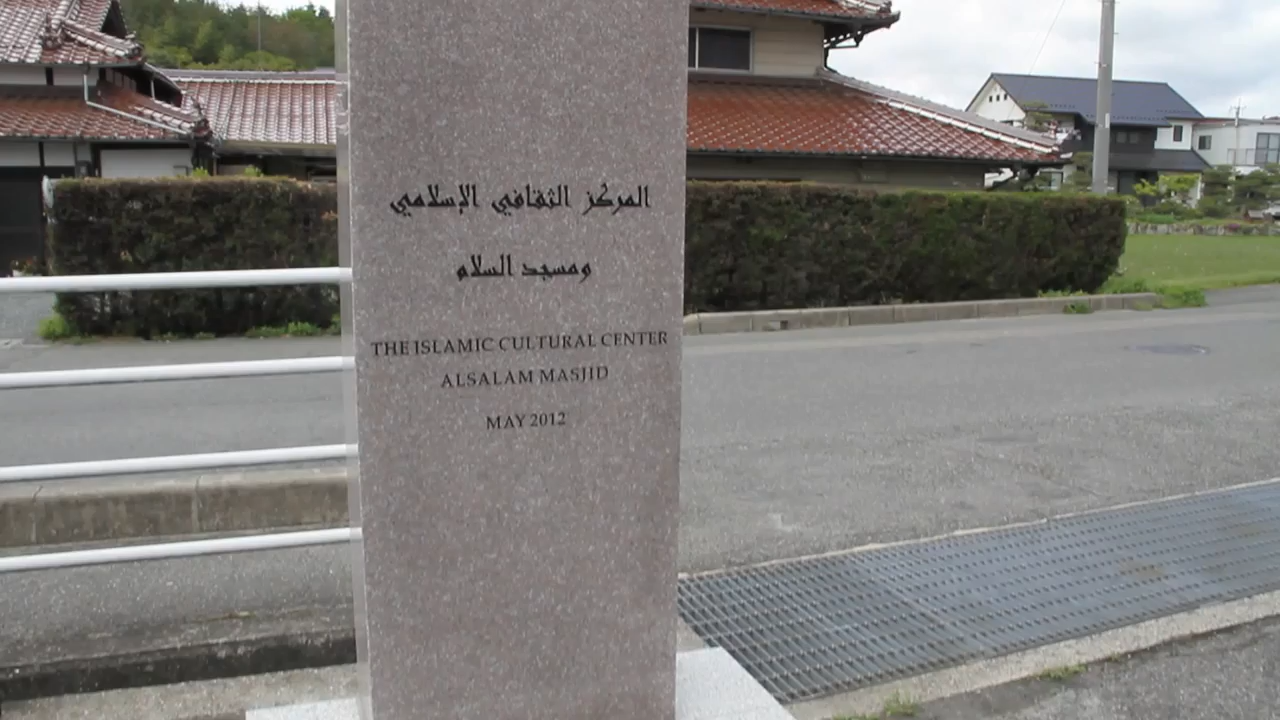 المركز الثقافي الإسلامي
ومسجد السلام
THE ISLAMIC CULTURAL CENTER
ALSALAM MASJID
MAY 2012